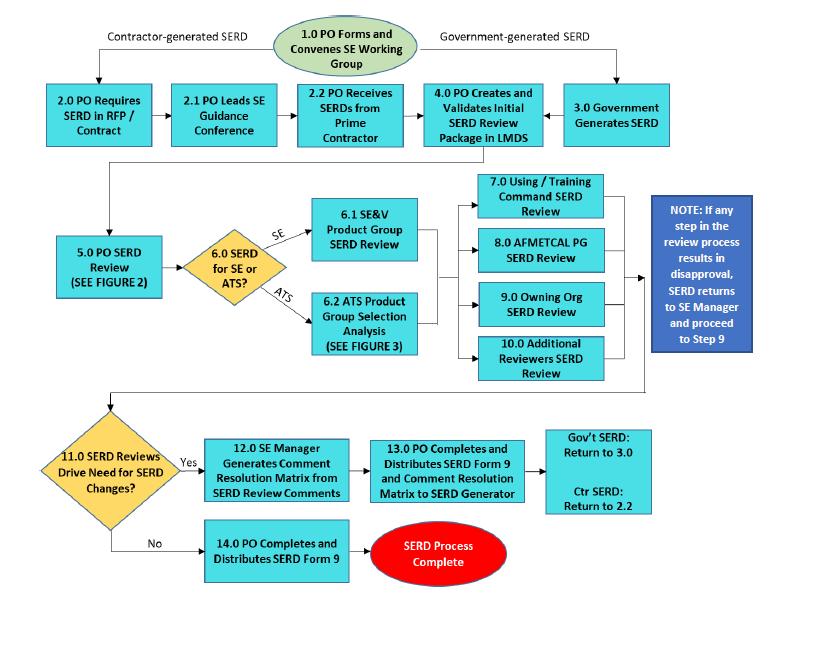 Contractor-generated SERD
1.0 PO Forms and
Convenes SE Working
Group
Government-generated SERD
2.0 PO Requires
SERD in RFP /
Contract
2.1 PO Leads SE
Guidance
Conference
2.2 PO Receives
SERDs from
Prime
Contractor
4.0 PO Creates and
Validates Initial
SERD Review
Package in LMDS
3.0 Government
Generates SERD
5.0 PO SERD
Review
(SEE FIGURE 2)
6.0 SERD
for SE or
ATS?
SE
ATS
6.1 SE&V
Product Group
SERD Review
6.2 ATS Product
Group Selection
Analysis
(SEE FIGURE 3)
7.0 Using / Training
Command SERD
Review
8.0 AFMETCAL PG
SERD Review
9.0 Owning Org
SERD Review
10.0 Additional
Reviewers SERD
Review
NOTE: If any
step in the
review process
results in
disapproval,
SERD returns
to SE Manager
and proceed
to Step 9
11.0 SERD Reviews
Drive Need for SERD
Changes?
Yes
12.0 SE Manager
Generates Comment
Resolution Matrix from
SERD Review Comments
13.0 PO Completes and
Distributes SERD Form 9
and Comment Resolution
Matrix to SERD Generator
Gov't SERD:
Return to 3.0
Ctr SERD:
Return to 2.2
No
14.0 PO Completes and
Distributes SERD Form 9
SERD Process
Complete